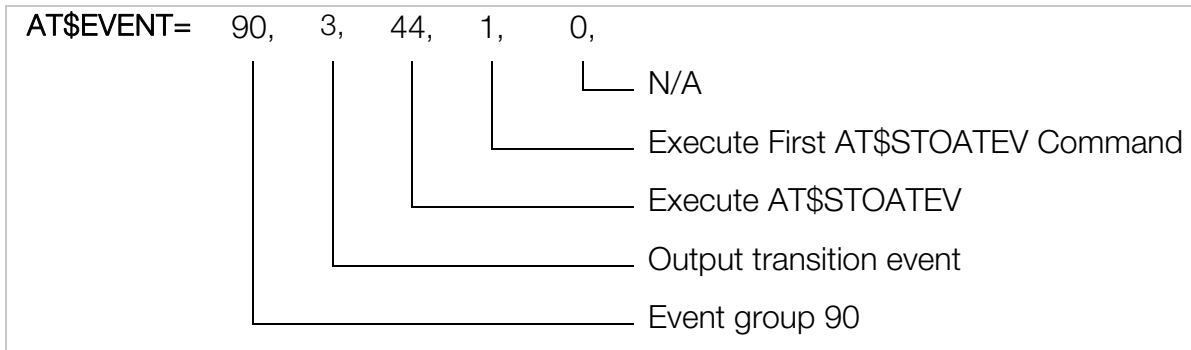 AT$EVENT= 90, 3, 44, 1, 0,
N/A
Execute First AT$STOATEV Command
Execute AT$STOATEV
Output transition event
Event group 90